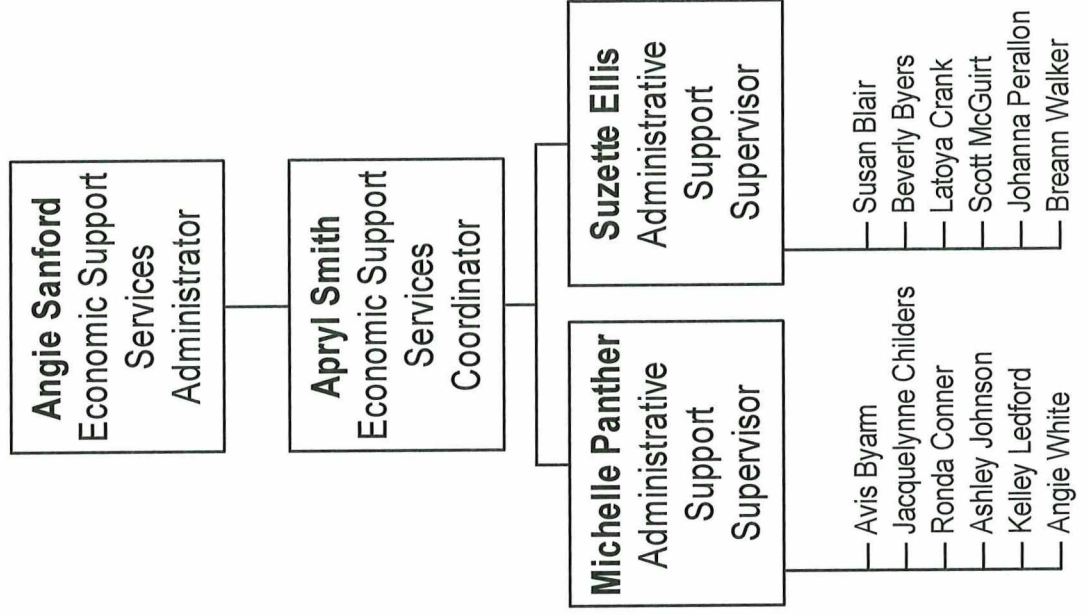 Angie Sanford
Economic Support
Services
Administrator
Apryl Smith
Economic Support
Services
Coordinator
Michelle Panther
Administrative
Support
Supervisor
Avis Byarm
Jacquelynne Childers
Ronda Conner
Ashley Johnson
Kelley Ledford
Angie White
Suzette Ellis
Administrative
Support
Supervisor
Susan Blair
Beverly Byers
Latoya Crank
Scott McGuirt
Johanna Perallon
Breann Walker